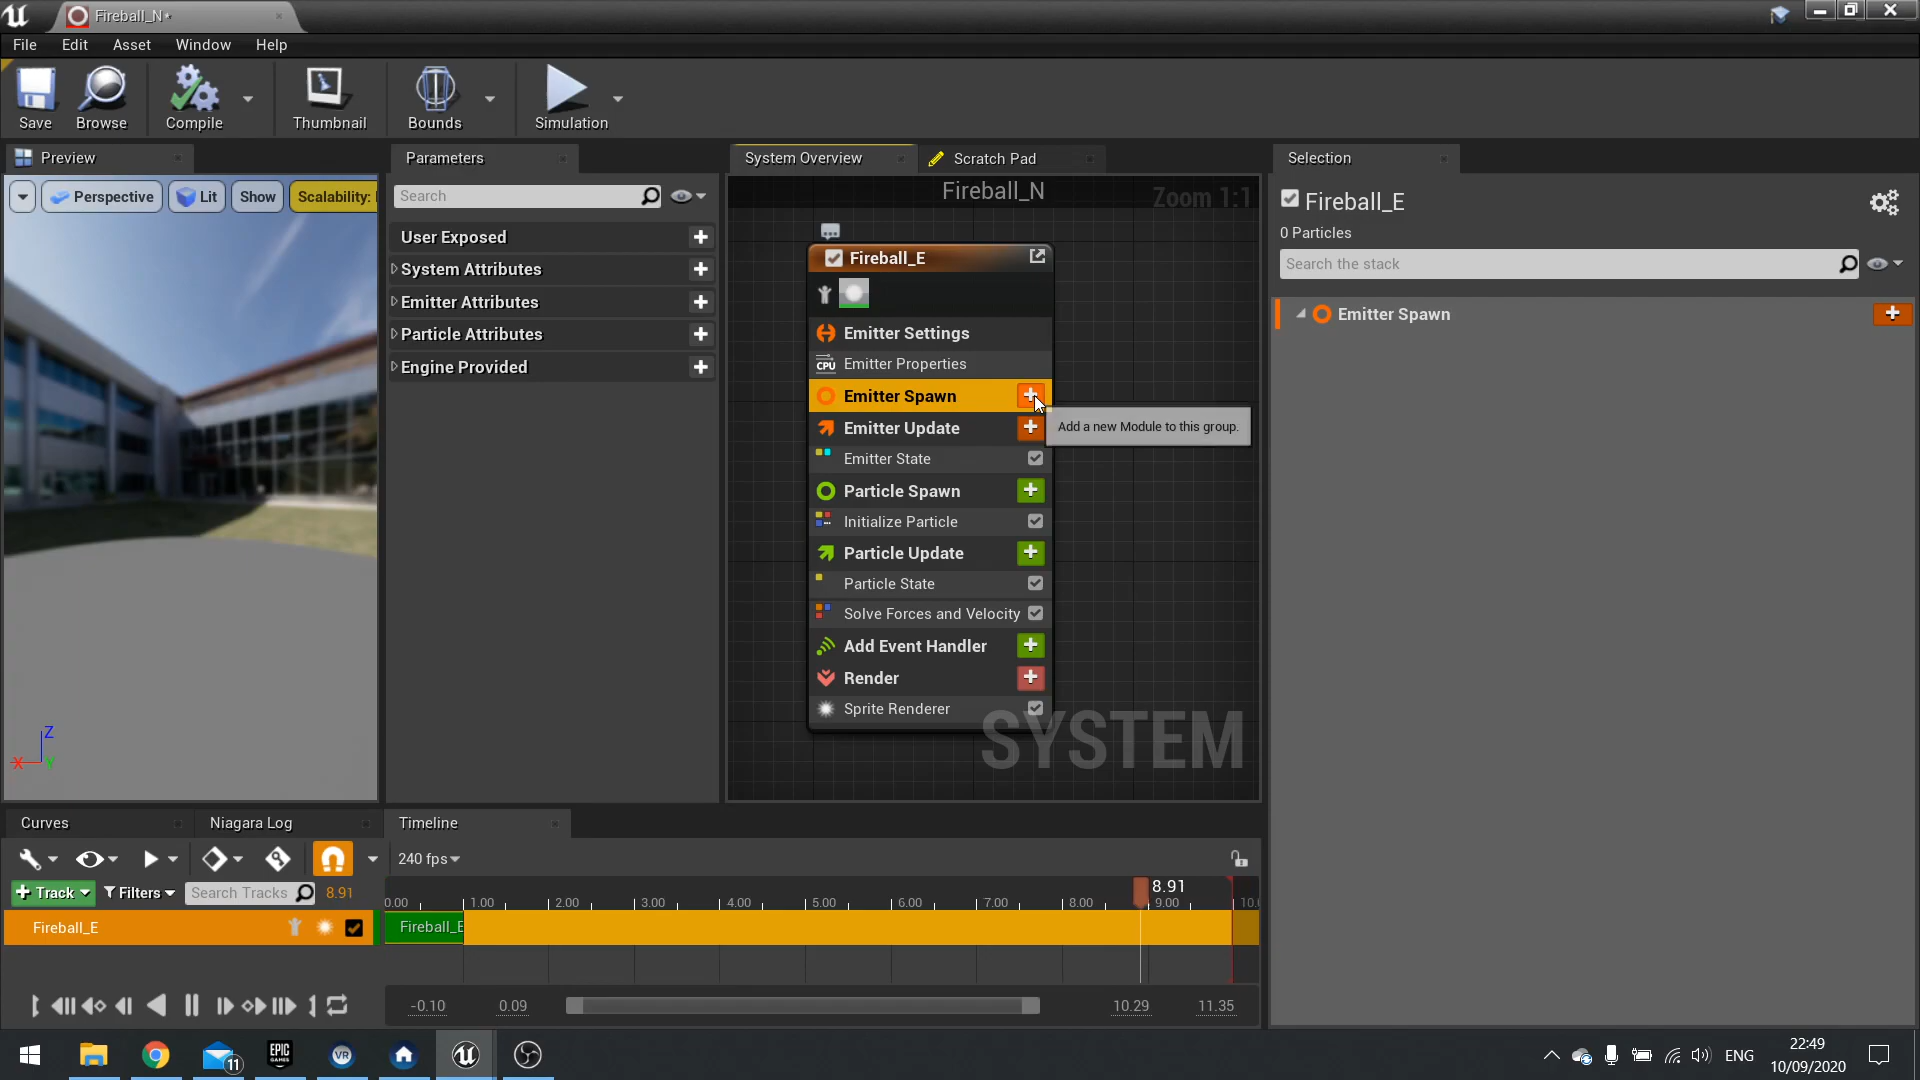 Fireball_N*
File
Edit
Asset
Window
Help
Save
Browse
Compile
Thumbnail
Bounds
Simulation
Preview
Perspective
Lit
Show
Scalability:
Parameters
Search
User Exposed
System Attributes
Emitter Attributes
Particle Attributes
Engine Provided
System Overview
Scratch Pad
Fireball_N
Zoom 1:1
Fireball_E
Emitter Settings
CPU
Emitter Properties
Emitter Spawn
Add a new Module to this group.
Emitter Update
Emitter State
Particle Spawn
Initialize Particle
Particle Update
Particle State
Solve Forces and Velocity
Add Event Handler
Render
Sprite Renderer
SYSTEM
Selection
Fireball_E
0 Particles
Search the stack
Emitter Spawn
Z
X
Y
Curves
Niagara Log
Timeline
240 fps
Track
Filters
Search Tracks
8.91
8.91
0.00
1.00
2.00
3.00
4.00
5.00
6.00
7.00
8.00
9.00
10.
Fireball_E
Fireball_E
-0.10
0.09
10.29
11.35
11
EPIC
GAMES
VR
ENG
22:49
10/09/2020